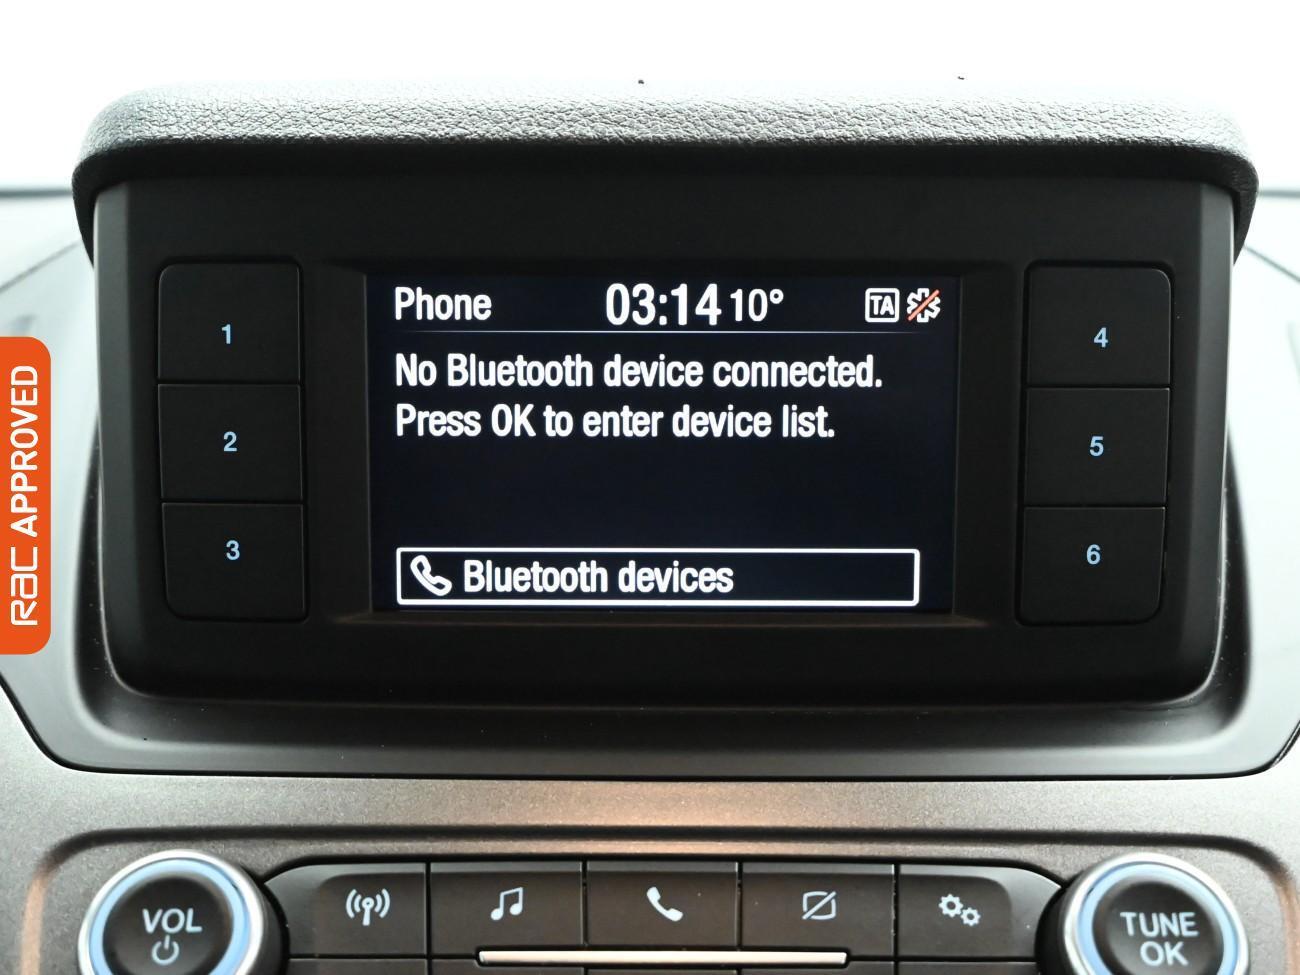 Phone 03:14 10° TA
No Bluetooth device connected.
Press OK to enter device list.
Bluetooth devices
1
2
3
4
5
6
VOL
TUNE
OK
RAC APPROVED